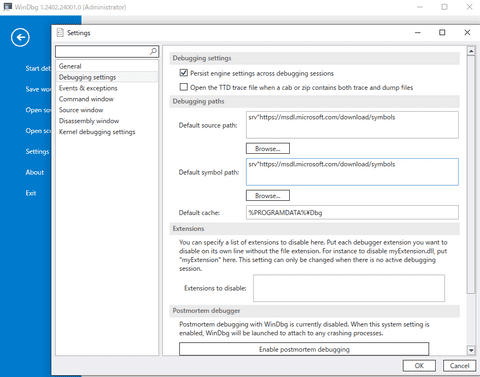 WinDbg 1.2402.24001.0 (Administrator)
Settings
Start
Save
Open
Open
Settings
About
Exit
General
Debugging settings
Events & exceptions
Command window
Source window
Disassembly window
Kernel debugging settings
Debugging settings
Persist engine settings across debugging sessions
Open the TTD trace file when a cab or zip contains both trace and dump files
Debugging paths
Default source path:
srv*https://msdl.microsoft.com/download/symbols
Browse...
Default symbol path:
srv*https://msdl.microsoft.com/download/symbols
Browse...
Default cache:
%PROGRAMDATA%¥Dbg
Extensions
You can specify a list of extensions to disable here. Put each debugger extension you want to
disable on its own line without the file extension. For instance to disable myExtension.dll, put
"myExtension" here. This setting can only be changed when there is no active debugging
session.
Extensions to disable:
Postmortem debugger
Postmortem debugging with WinDbg is currently disabled. When this system setting is
enabled, WinDbg will be launched to attach to any crashing processes.
Enable postmortem debugging
OK
Cancel